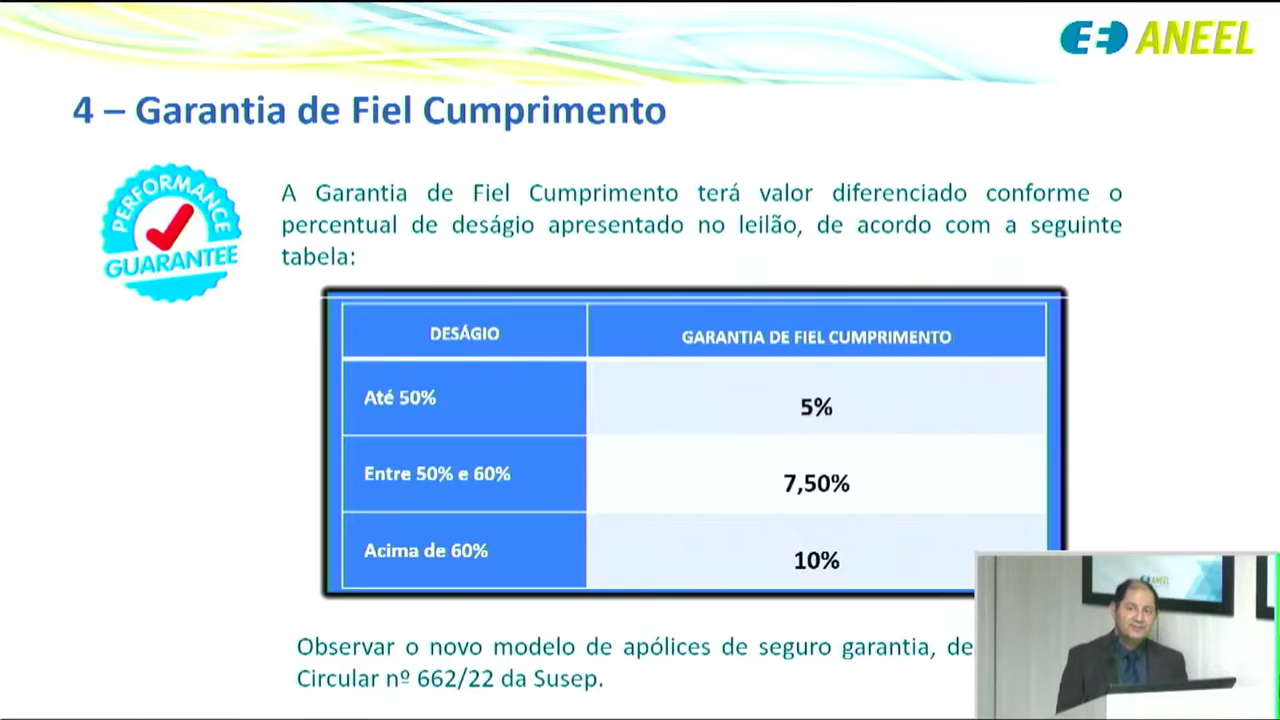 ANEEL
4 – Garantia de Fiel Cumprimento
PERFORMANCE
GUARANTEE
A Garantia de Fiel Cumprimento terá valor diferenciado conforme o
percentual de deságio apresentado no leilão, de acordo com a seguinte
tabela:
DESÁGIO GARANTIA DE FIEL CUMPRIMENTO
Até 50% 5%
Entre 50% e 60% 7,50%
Acima de 60% 10%
Observar o novo modelo de apólices de seguro garantia, de
Circular nº 662/22 da Susep.
ANEEL